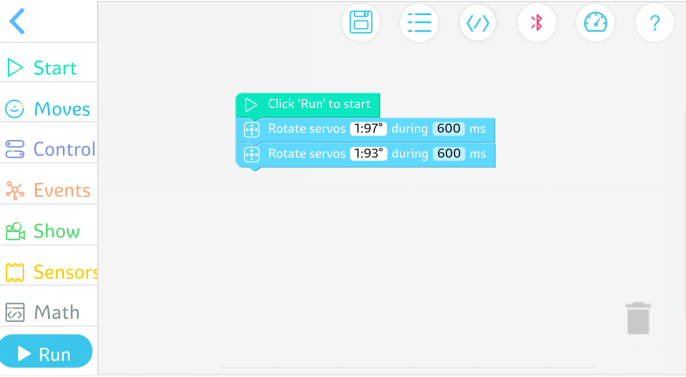 Start
Moves
Control
Events
Show
Sensors
Math
Run
Click 'Run' to start
Rotate servos 1:97° during 600 ms
Rotate servos 1:93° during 600 ms
?